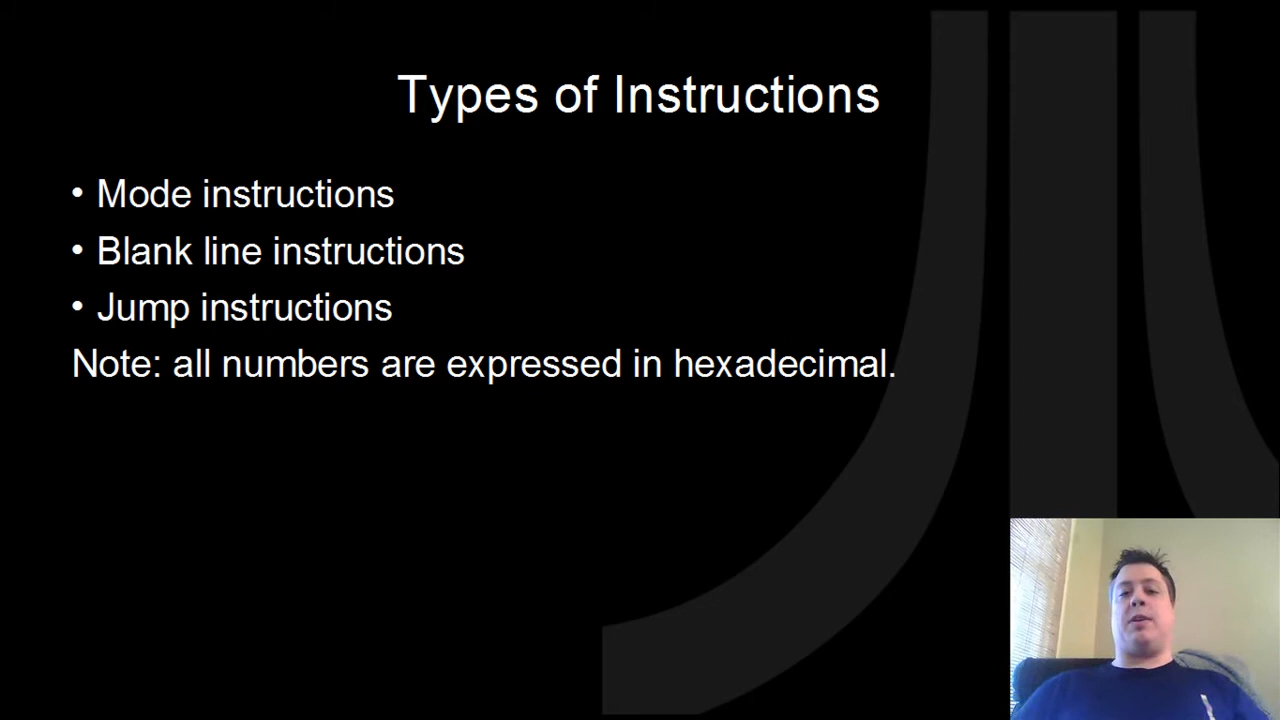 Types of Instructions
• Mode instructions
• Blank line instructions
• Jump instructions
Note: all numbers are expressed in hexadecimal.